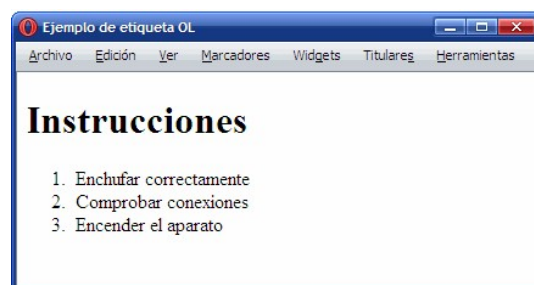 Ejemplo de etiqueta OL
Archivo Edición Ver Marcadores Widgets Titulares Herramientas
Instrucciones
1. Enchufar correctamente
2. Comprobar conexiones
3. Encender el aparato